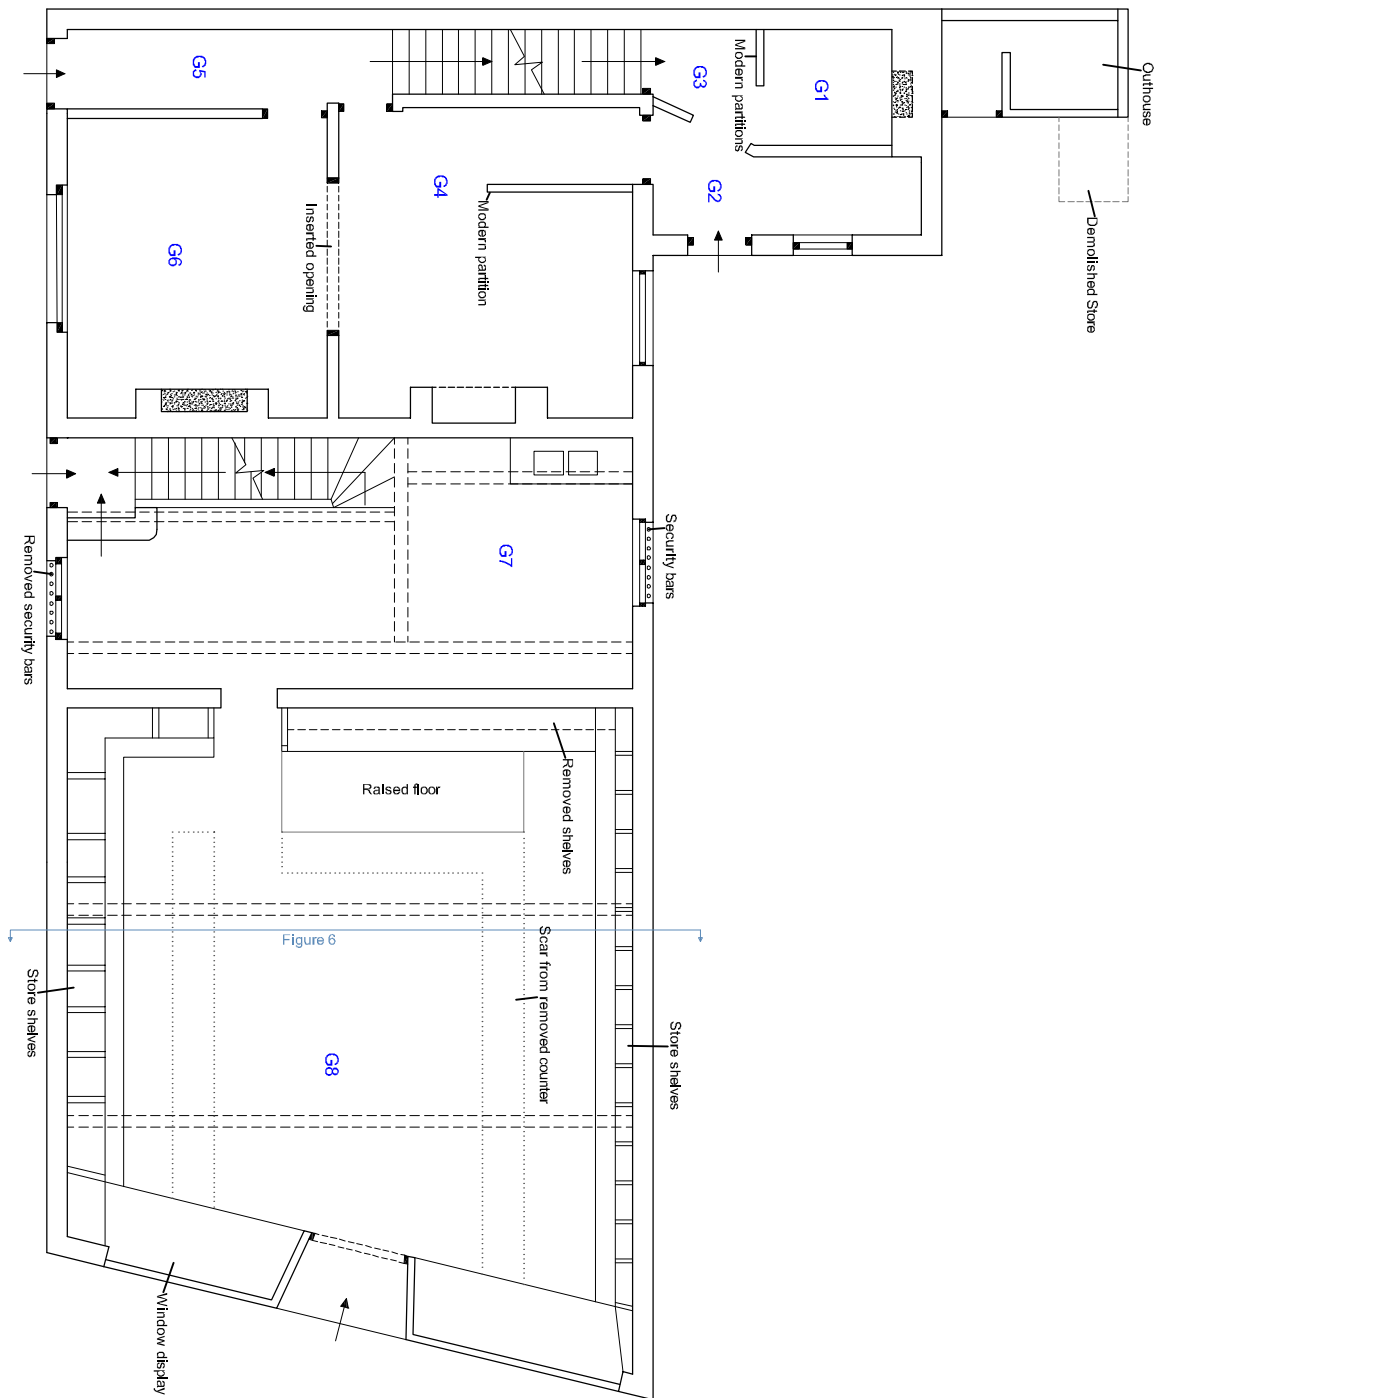 G5
G3
Modern partitions
G1
Outhouse
G4
G2
Modern partition
Inserted opening
G6
Demolished Store
Removed security bars
G7
Security bars
Raised floor
Removed shelves
Figure 6
Scar from removed counter
Store shelves
G8
Store shelves
Window display